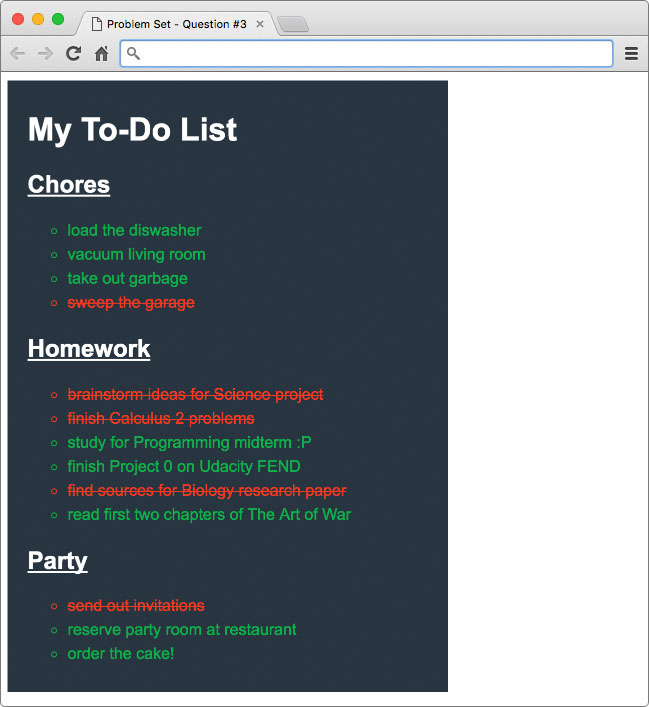 Problem Set - Question #3
My To-Do List
Chores
load the diswasher
vacuum living room
take out garbage
sweep the garage
Homework
brainstorm ideas for Science project
finish Calculus 2 problems
study for Programming midterm :P
finish Project 0 on Udacity FEND
find sources for Biology research paper
read first two chapters of The Art of War
Party
send out invitations
reserve party room at restaurant
order the cake!